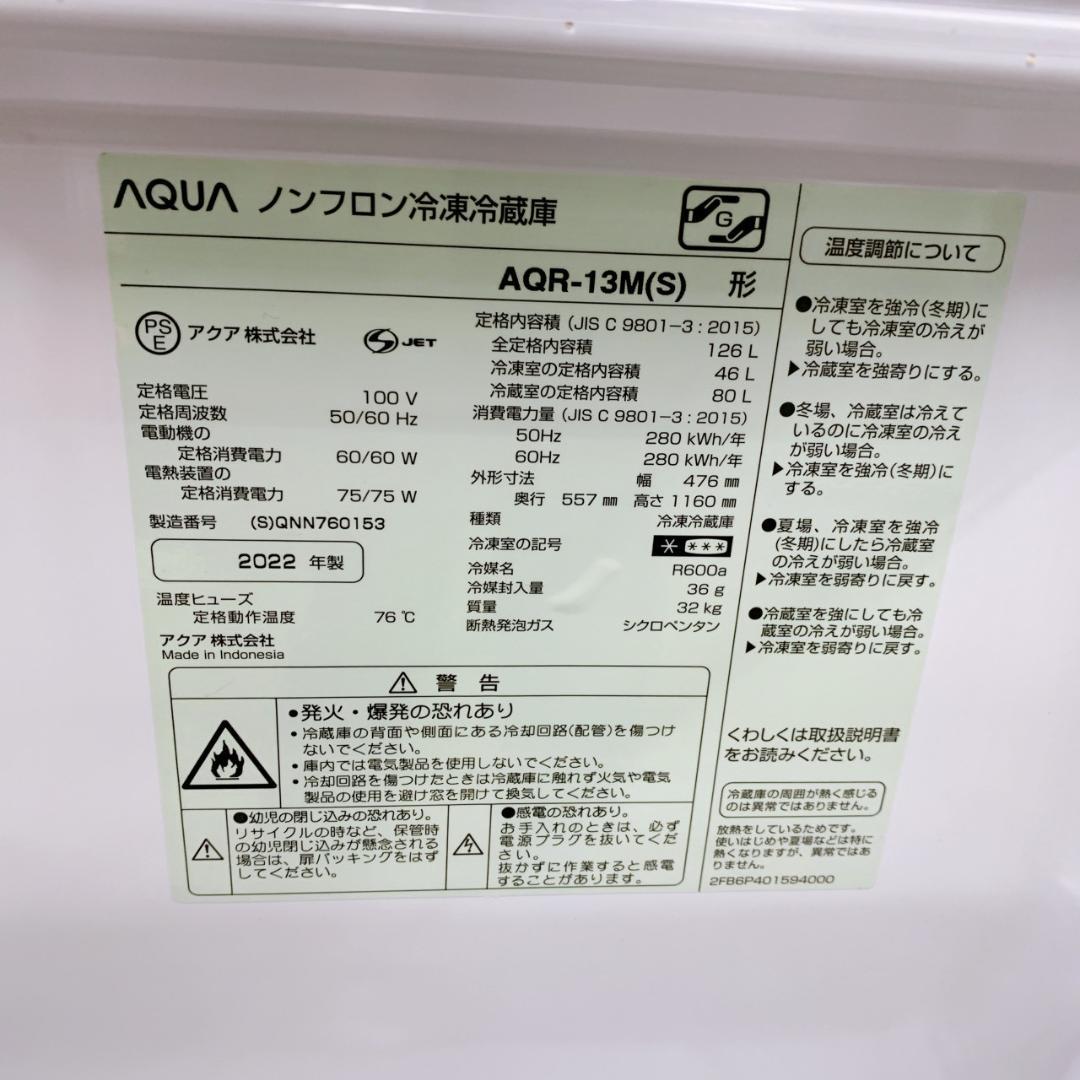 AQUA ノンフロン冷凍冷蔵庫
G
AQR-13M(S) 形
PS
E
アクア 株式会社
S JET
定格電圧 100 V
定格周波数 50/60 Hz
電動機の
定格消費電力 60/60 W
電熱装置の
定格消費電力 75/75 W
製造番号 (S)QNN760153
2022 年製
温度ヒューズ
定格動作温度 76 ℃
アクア 株式会社
Made in Indonesia
定格内容積 (JIS C 9801-3 : 2015)
全定格内容積 126 L
冷凍室の定格内容積 46 L
冷蔵室の定格内容積 80 L
消費電力量 (JIS C 9801-3 : 2015)
50Hz 280 kWh/年
60Hz 280 kWh/年
外形寸法 幅 476 ㎜
奥行 557 ㎜ 高さ 1160 ㎜
種類 冷凍冷蔵庫
冷凍室の記号
冷媒名 R600a
冷媒封入量 36 g
質量 32 kg
断熱発泡ガス シクロペンタン
警 告
●発火・爆発の恐れあり
・冷蔵庫の背面や側面にある冷却回路(配管)を傷つけ
ないでください。
・庫内では電気製品を使用しないでください。
・冷却回路を傷つけたときは冷蔵庫に触れず火気や電気
製品の使用を避け窓を開けて換気してください。
●幼児の閉じ込みの恐れあり。
リサイクルの時など、保管時
の幼児閉じ込みが懸念される
場合は、扉パッキングをはず
してください。
●感電の恐れあり。
お手入れのときは、必ず
電源プラグを抜いてくだ
さい。
抜かずに作業すると感電
することがあります。
温度調節について
●冷凍室を強冷(冬期)に
しても冷凍室の冷えが
弱い場合。
▶冷蔵室を強寄りにする。
●冬場、冷蔵室は冷えて
いるのに冷凍室の冷え
が弱い場合。
▶冷凍室を強冷(冬期)に
する。
●夏場、冷凍室を強冷
(冬期)にしたら冷蔵室
の冷えが弱い場合。
▶冷凍室を弱寄りに戻す。
●冷蔵室を強にしても冷
蔵室の冷えが弱い場合。
▶冷凍室を弱寄りに戻す。
くわしくは取扱説明書
をお読みください。
冷蔵庫の周囲が熱く感じる
のは異常ではありません。
放熱をしているためです。
使いはじめや夏場などは特に
熱くなりますが、異常ではあ
りません。
2FB6P401594000